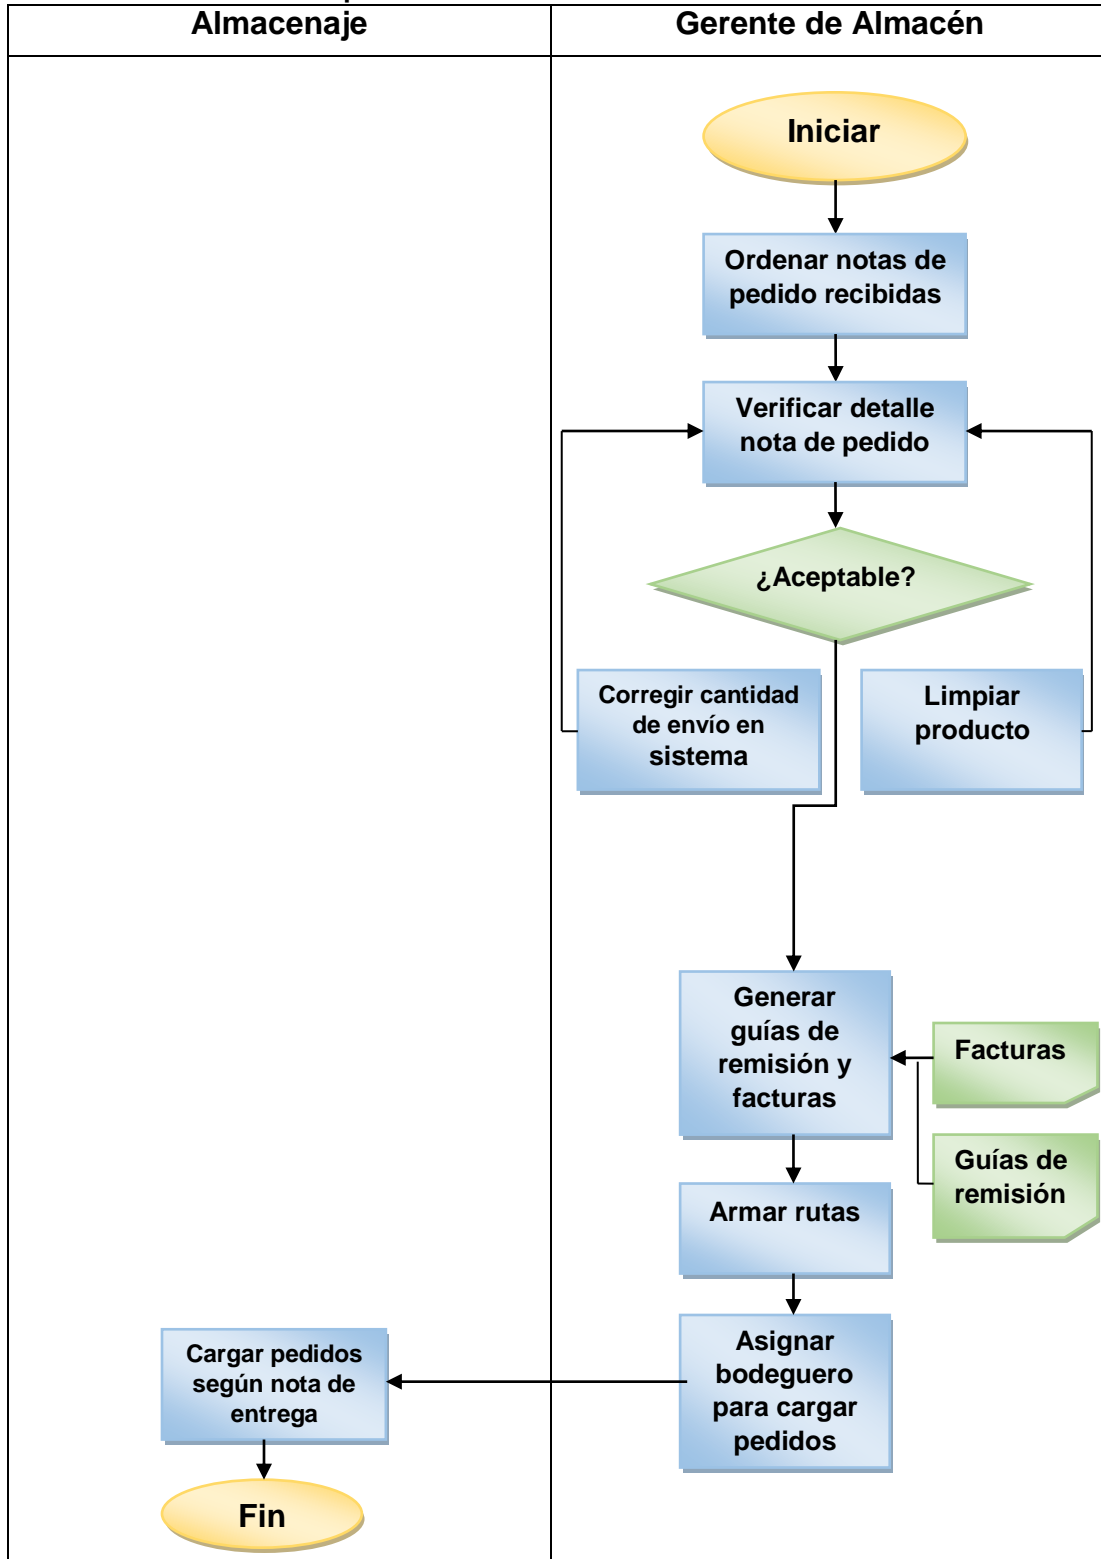 Almacenaje
Gerente de Almacén
Iniciar
Ordenar notas de
pedido recibidas
Verificar detalle
nota de pedido
¿Aceptable?
Corregir cantidad
de envío en
sistema
Limpiar
producto
Generar
guías de
remisión y
facturas
Facturas
Guías de
remisión
Armar rutas
Asignar
bodeguero
para cargar
pedidos
Cargar pedidos
según nota de
entrega
Fin